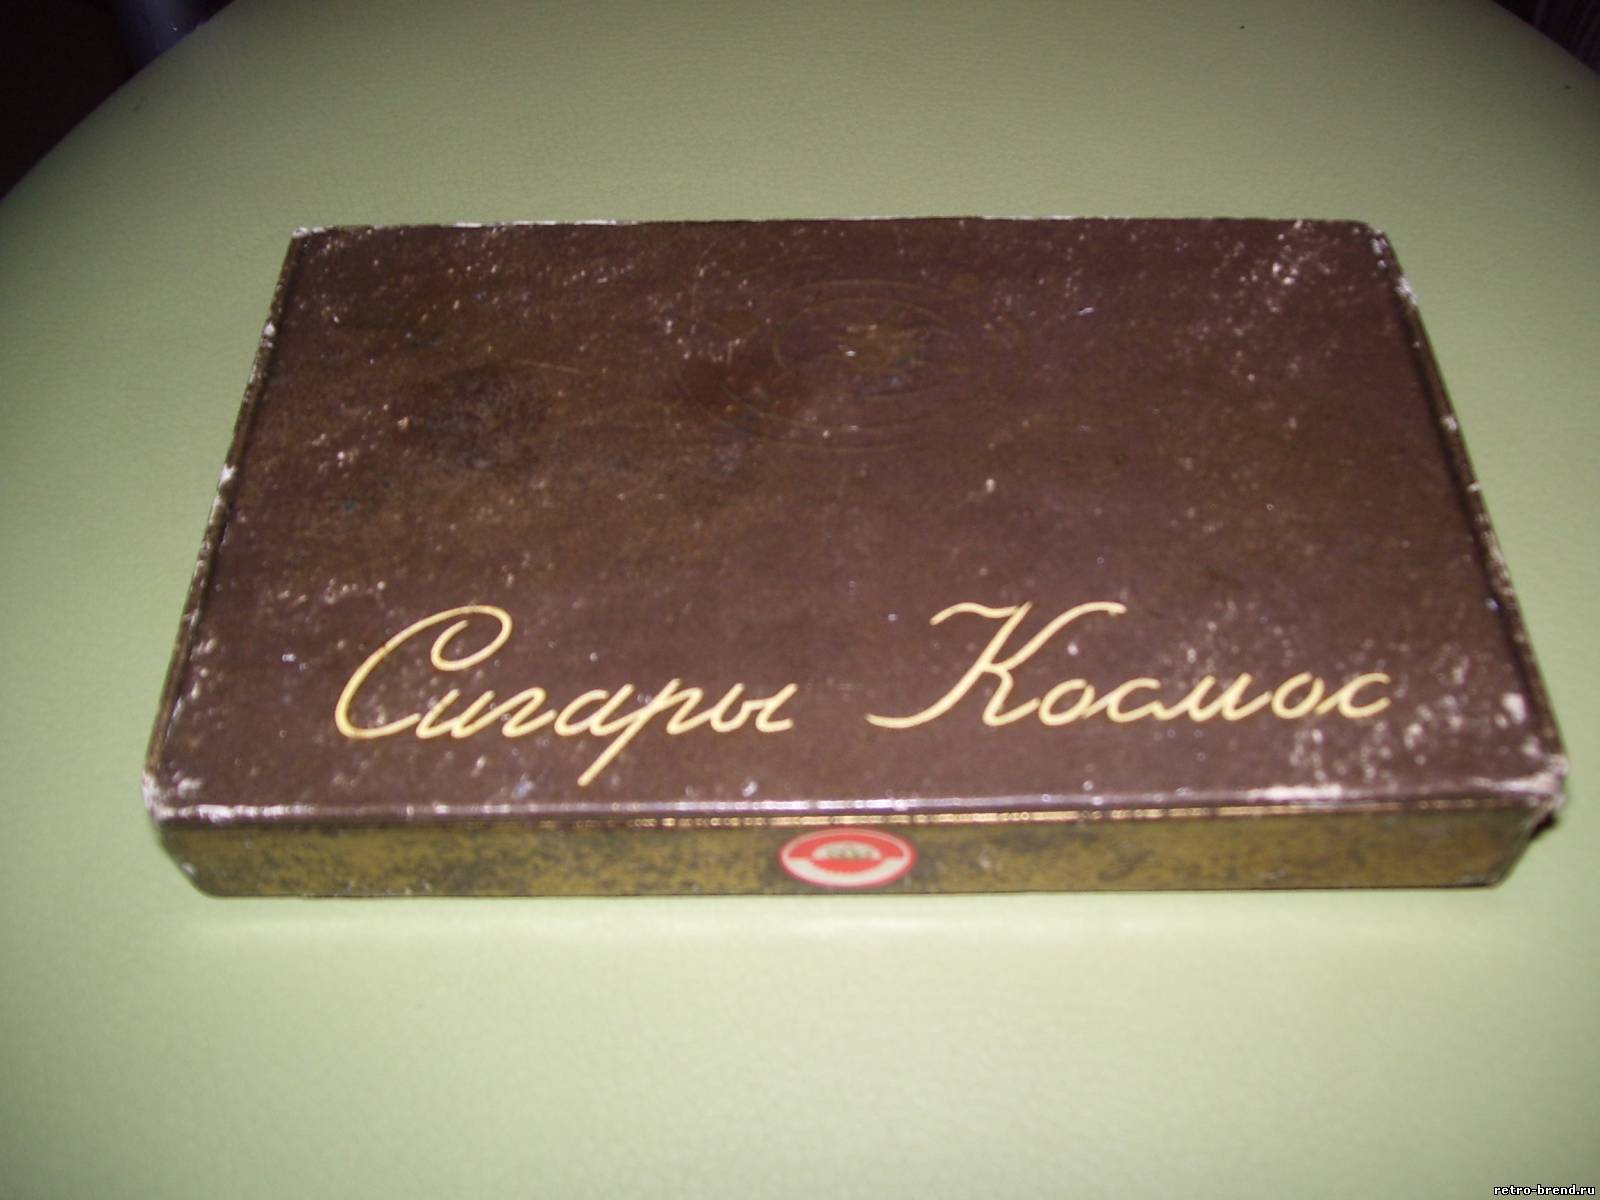 Сигары Космос
retro-brend.ru